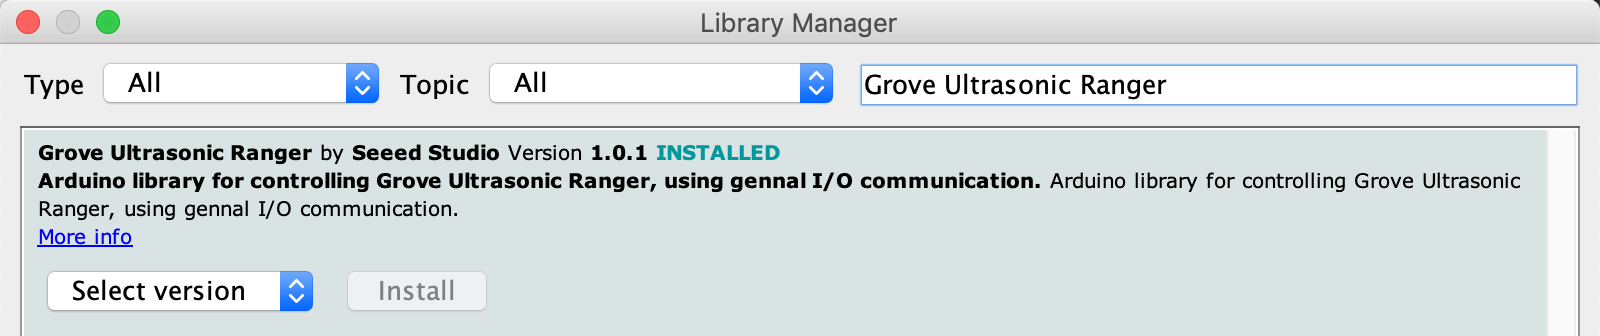 Library Manager
Type All Topic All Grove Ultrasonic Ranger
Grove Ultrasonic Ranger by Seeed Studio Version 1.0.1 INSTALLED
Arduino library for controlling Grove Ultrasonic Ranger, using gennal I/O communication. Arduino library for controlling Grove Ultrasonic
Ranger, using gennal I/O communication.
More info
Select version Install